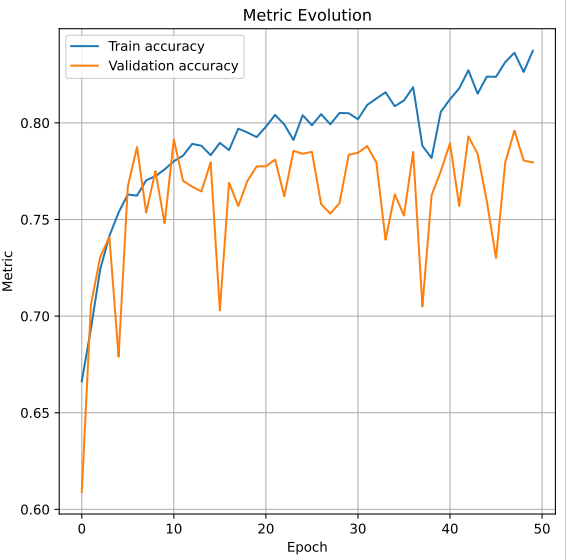 Metric Evolution
Train accuracy
Validation accuracy
0.80
0.75
0.70
0.65
0.60
Metric
0 10 20 30 40 50
Epoch